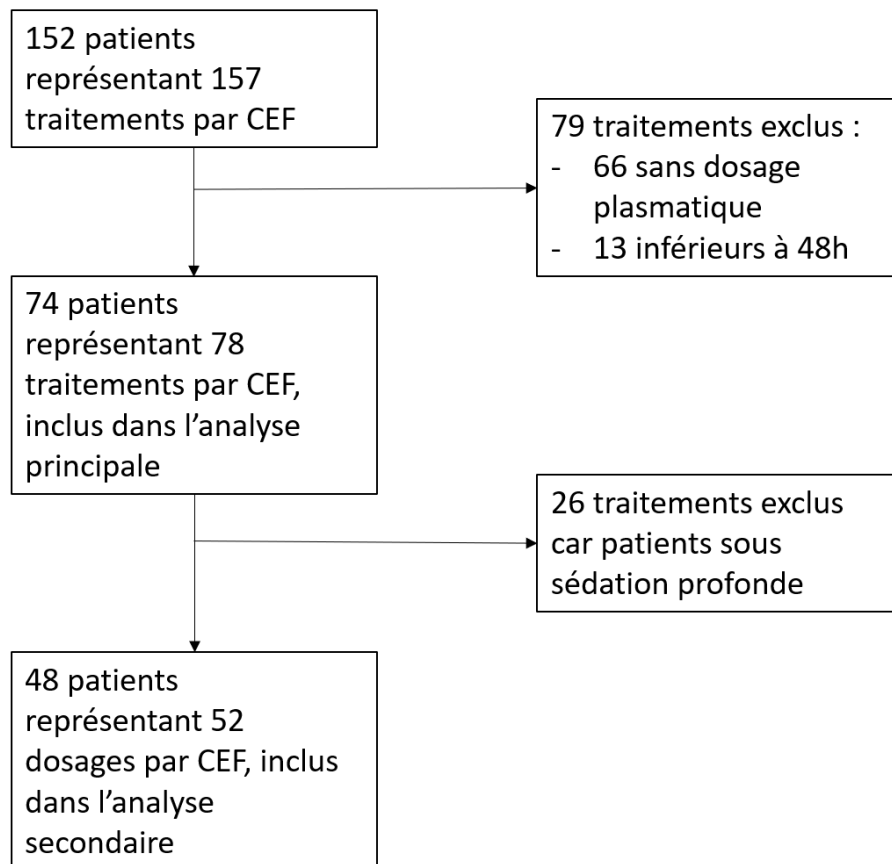 152 patients
représentant 157
traitements par CEF
79 traitements exclus :
- 66 sans dosage
plasmatique
- 13 inférieurs à 48h
74 patients
représentant 78
traitements par CEF,
inclus dans l’analyse
principale
26 traitements exclus
car patients sous
sédation profonde
48 patients
représentant 52
dosages par CEF, inclus
dans l’analyse
secondaire